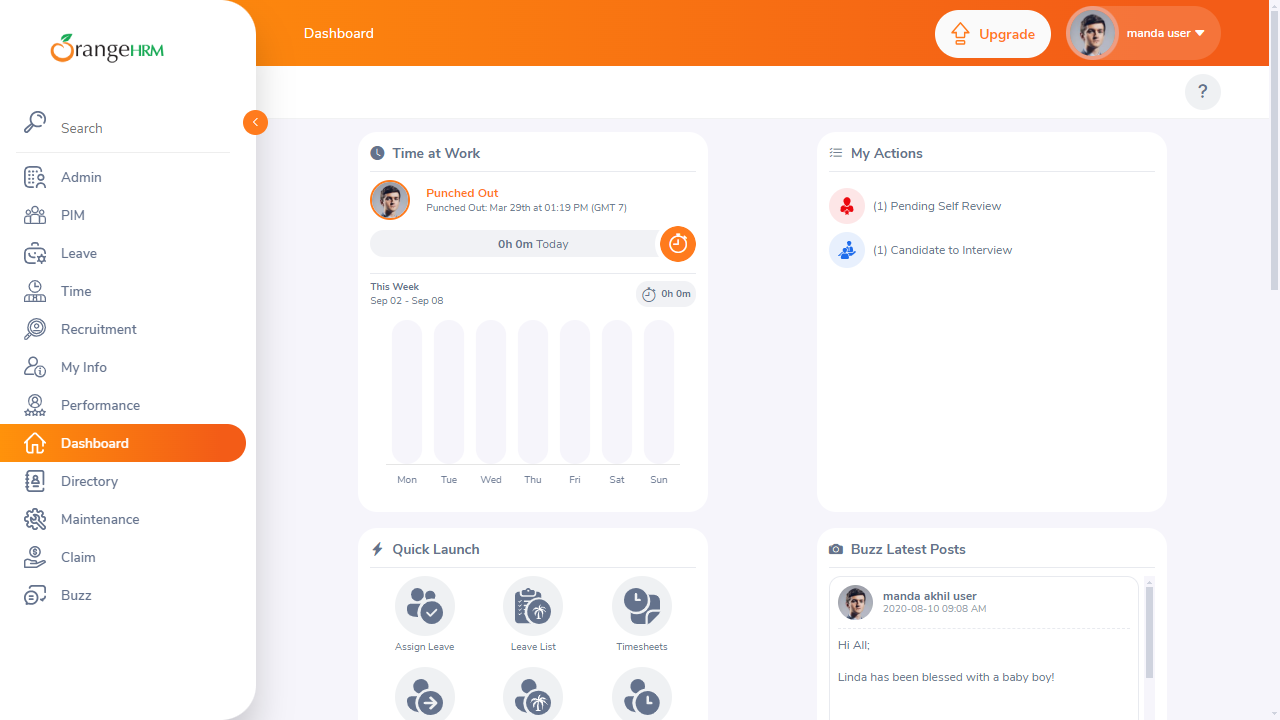 OrangeHRM
Search
Admin
PIM
Leave
Time
Recruitment
My Info
Performance
Dashboard
Directory
Maintenance
Claim
Buzz
Dashboard
Upgrade
manda user
?
Time at Work
Punched Out
Punched Out: Mar 29th at 01:19 PM (GMT 7)
0h 0m Today
This Week
Sep 02 - Sep 08
0h 0m
Mon Tue Wed Thu Fri Sat Sun
My Actions
(1) Pending Self Review
(1) Candidate to Interview
Quick Launch
Assign Leave
Leave List
Timesheets
Buzz Latest Posts
manda akhil user
2020-08-10 09:08 AM
Hi All;
Linda has been blessed with a baby boy!